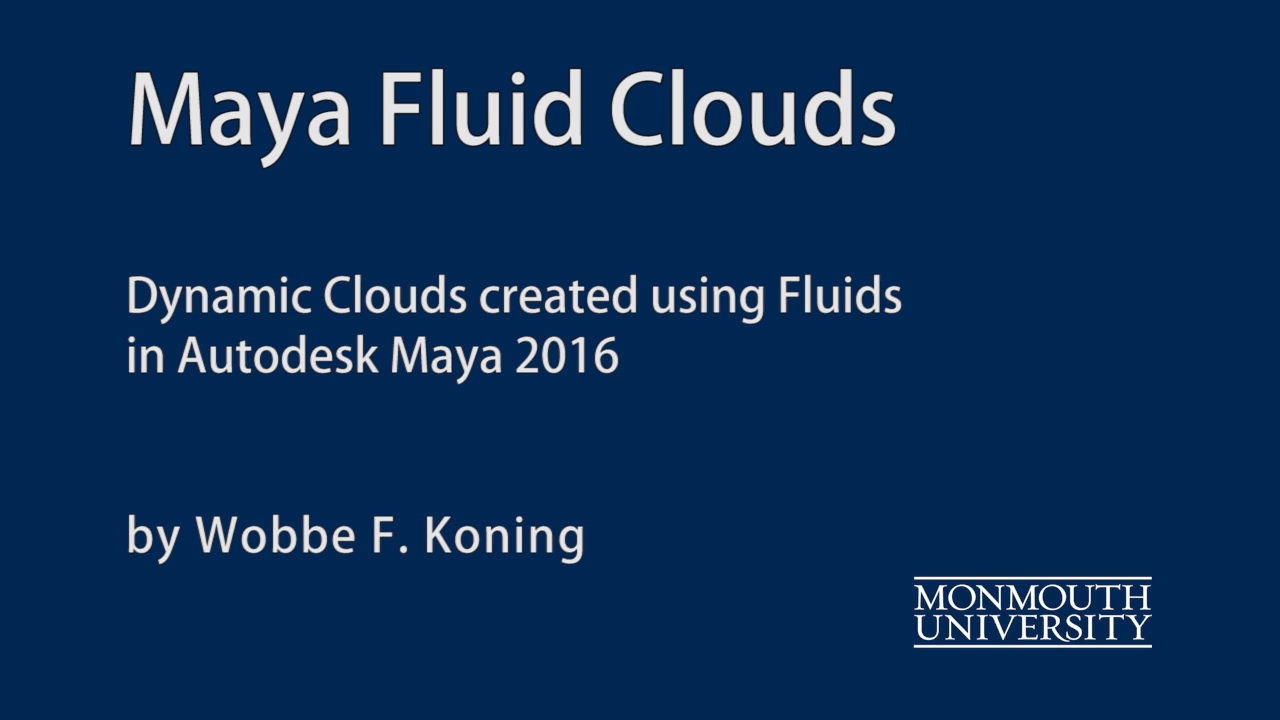 Maya Fluid Clouds
Dynamic Clouds created using Fluids
in Autodesk Maya 2016
by Wobbe F. Koning
MONMOUTH
UNIVERSITY